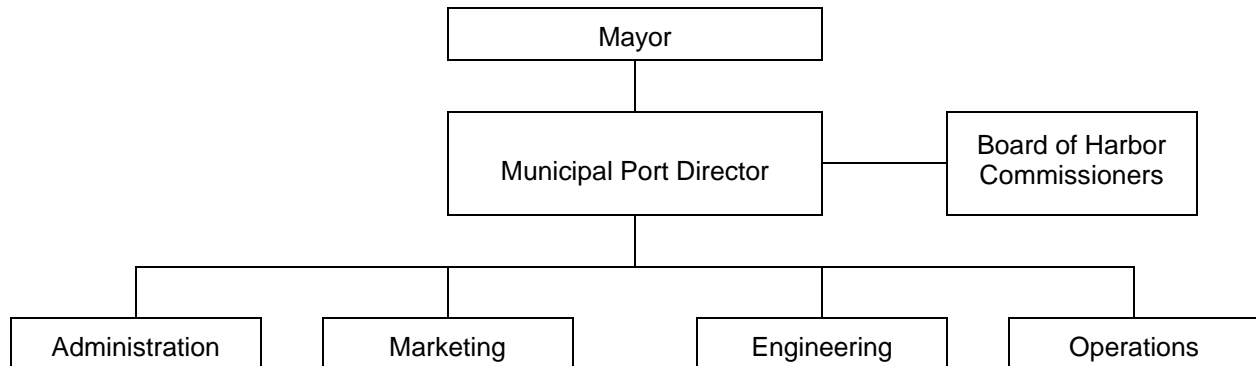 Mayor
Municipal Port Director
Board of Harbor
Commissioners
Administration
Marketing
Engineering
Operations